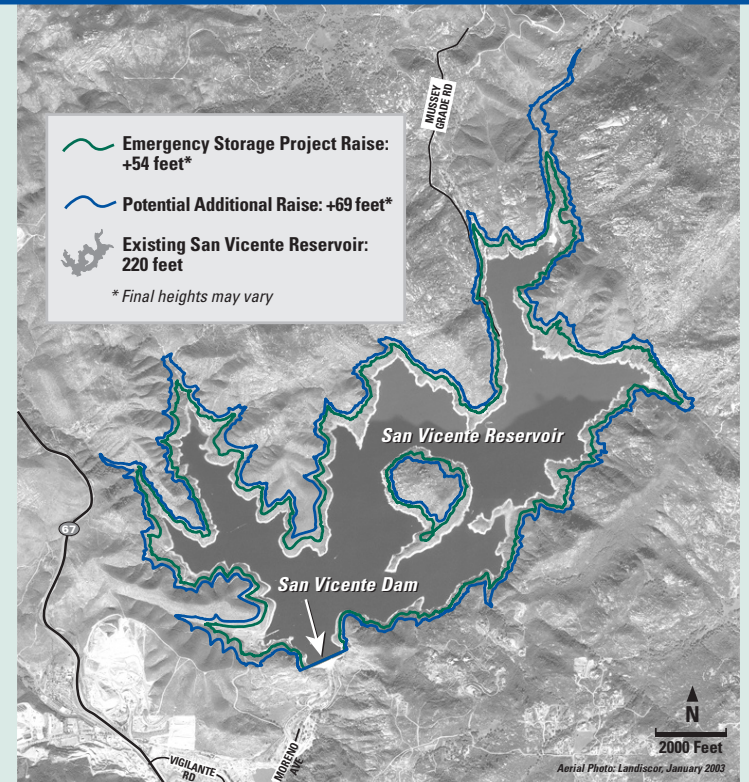 MUSSEY
GRADE RD
Emergency Storage Project Raise:
+54 feet*
Potential Additional Raise: +69 feet*
Existing San Vicente Reservoir:
220 feet
* Final heights may vary
San Vicente Reservoir
67
San Vicente Dam
N
2000 Feet
VIGILANTE
RD
MORENO
AVE
Aerial Photo: Landiscor, January 2003